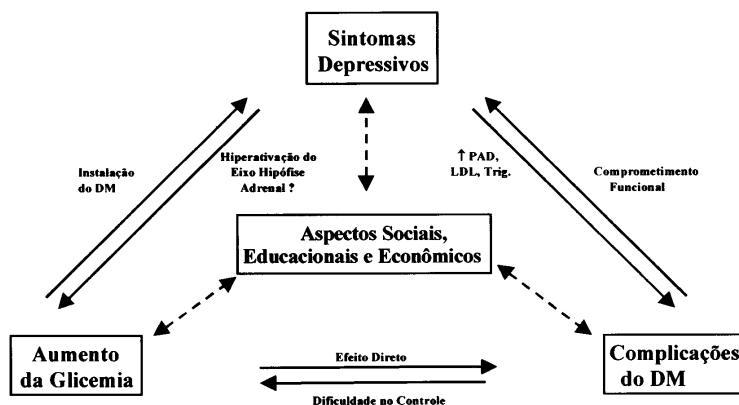 Sintomas
Depressivos
Instalação
do DM
Hiperativação do
Eixo Hipófise
Adrenal ?
↑ PAD,
LDL, Trig.
Comprometimento
Funcional
Aspectos Sociais,
Educacionais e Econômicos
Aumento
da Glicemia
Efeito Direto
Dificuldade no Controle
Complicações
do DM